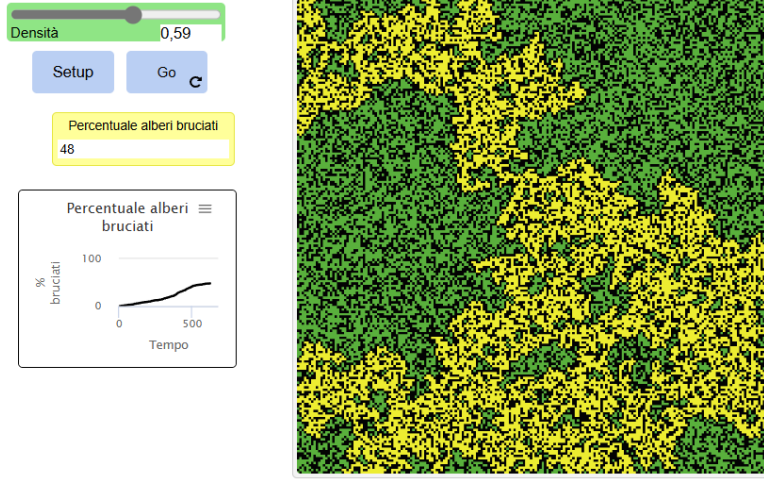 Densità 0,59
Setup Go
Percentuale alberi bruciati
48
Percentuale alberi
bruciati
%
bruciati
100
0
0 500
Tempo